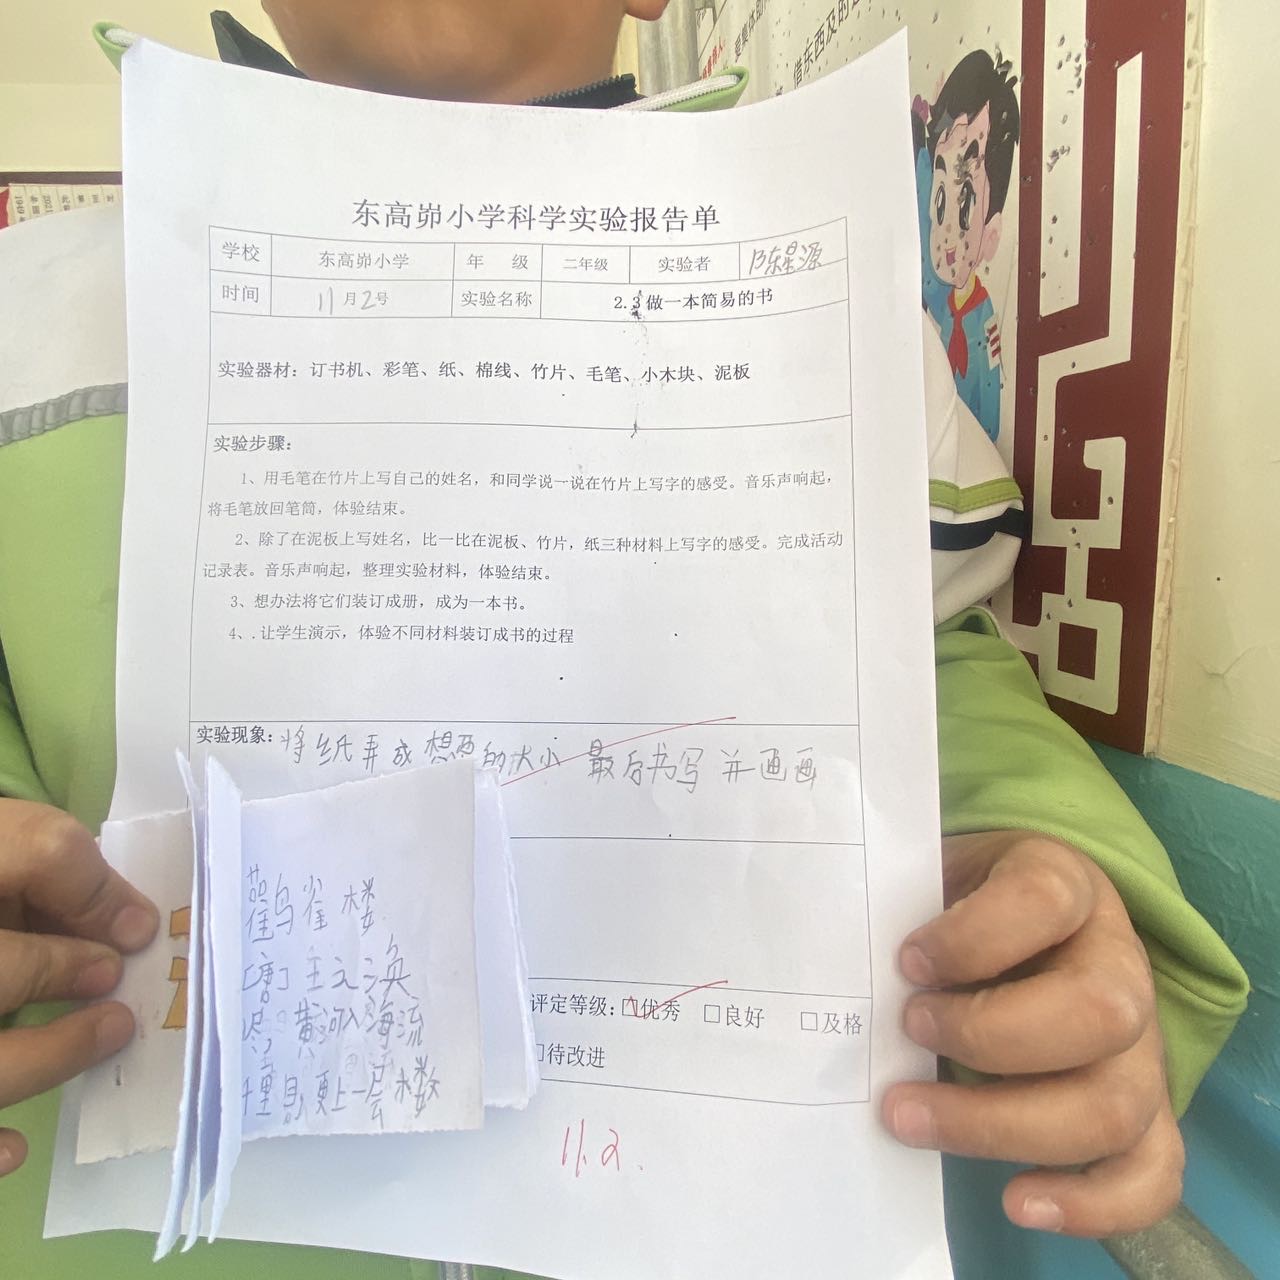 借东西及时
东高峁小学科学实验报告单
学校 东高峁小学 年 级 二年级 实验者 陈星源
时间 11月2号 实验名称 2.3做一本简易的书
实验器材：订书机、彩笔、纸、棉线、竹片、毛笔、小木块、泥板
实验步骤：
1、用毛笔在竹片上写自己的姓名，和同学说一说在竹片上写字的感受。音乐声响起，
将毛笔放回笔筒，体验结束。
2、除了在泥板上写姓名，比一比在泥板、竹片，纸三种材料上写字的感受。完成活动
记录表。音乐声响起，整理实验材料，体验结束。
3、想办法将它们装订成册，成为一本书。
4、.让学生演示，体验不同材料装订成书的过程
实验现象：将纸弄成想要的大小 最后书写并画画
鹳雀楼
[唐] 王之涣
黄河入海流
更上一层楼
评定等级：□优秀 □良好 □及格
□待改进
11.2.